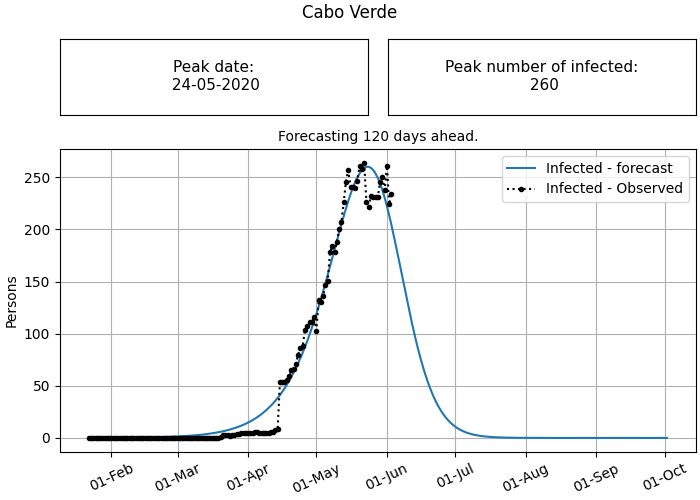 Cabo Verde
Peak date:
24-05-2020
Peak number of infected:
260
Forecasting 120 days ahead.
Infected - forecast
Infected - Observed
Persons
250
200
150
100
50
0
01-Feb
01-Mar
01-Apr
01-May
01-Jun
01-Jul
01-Aug
01-Sep
01-Oct